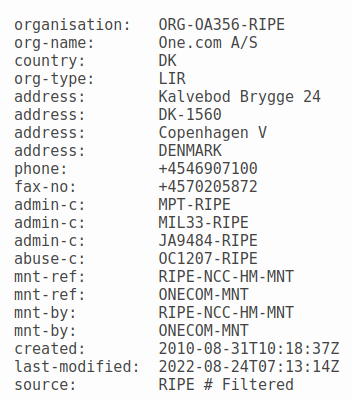 organisation:   ORG-OA356-RIPE
org-name:       One.com A/S
country:        DK
org-type:       LIR
address:        Kalvebod Brygge 24
address:        DK-1560
address:        Copenhagen V
address:        DENMARK
phone:          +4546907100
fax-no:         +4570205872
admin-c:        MPT-RIPE
admin-c:        MIL33-RIPE
admin-c:        JA9484-RIPE
abuse-c:        OC1207-RIPE
mnt-ref:        RIPE-NCC-HM-MNT
mnt-ref:        ONECOM-MNT
mnt-by:         RIPE-NCC-HM-MNT
mnt-by:         ONECOM-MNT
created:        2010-08-31T10:18:37Z
last-modified:  2022-08-24T07:13:14Z
source:         RIPE # Filtered